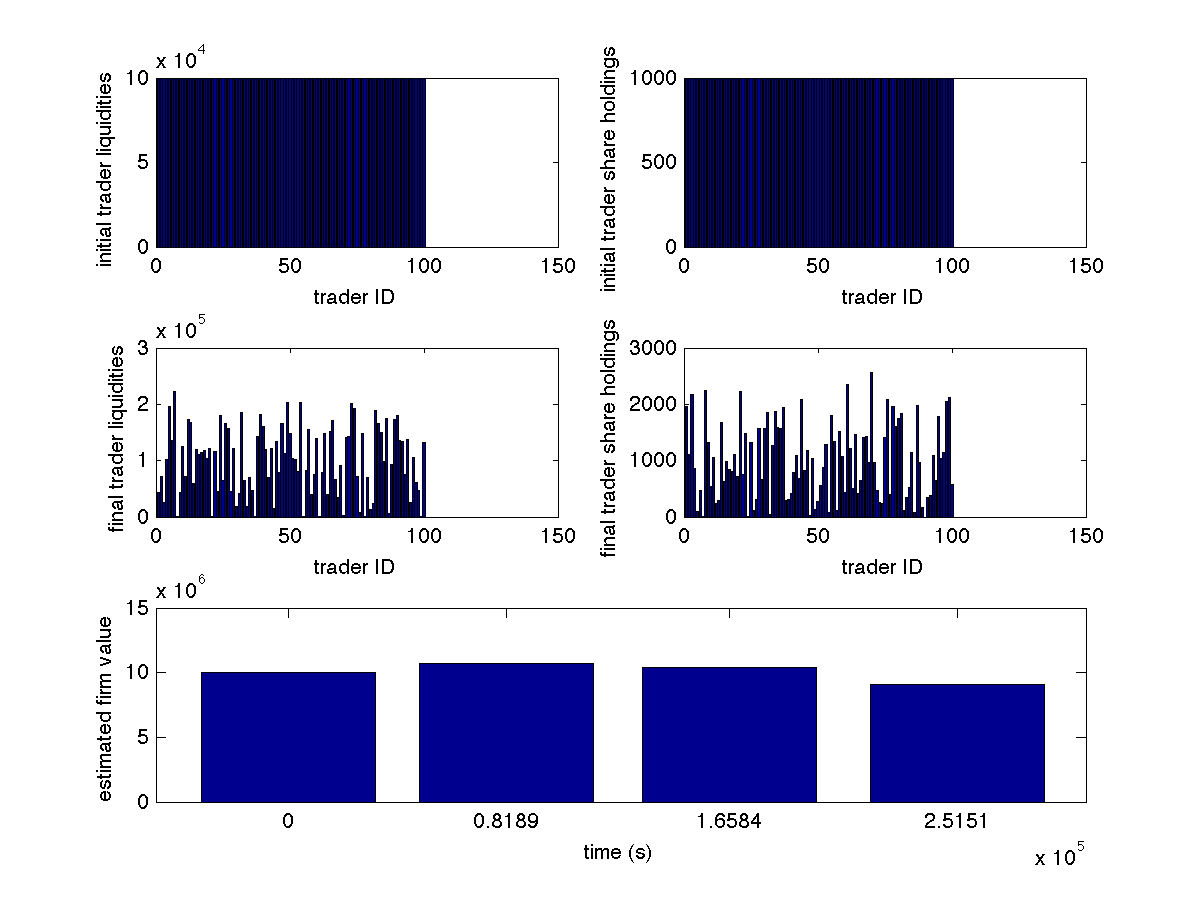 x 10^4
10
5
0
0 50 100 150
initial trader liquidities
trader ID
1000
500
0
0 50 100 150
initial trader share holdings
trader ID
x 10^5
3
2
1
0
0 50 100 150
final trader liquidities
trader ID
3000
2000
1000
0
0 50 100 150
final trader share holdings
trader ID
x 10^6
15
10
5
0
estimated firm value
0 0.8189 1.6584 2.5151
time (s)
x 10^5